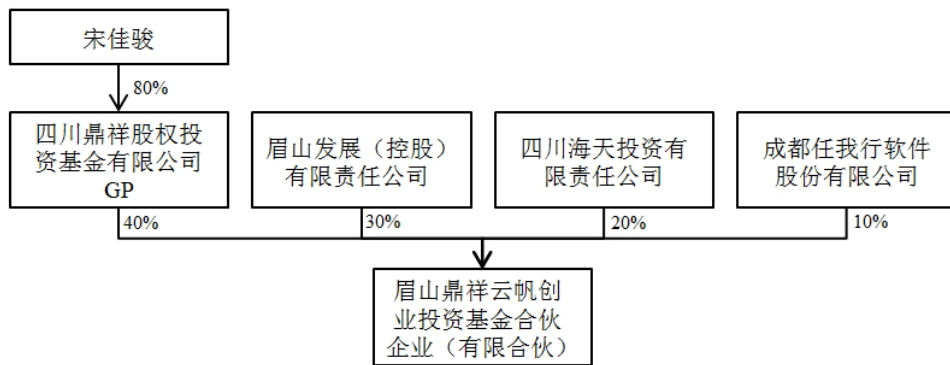 宋佳骏
80%
四川鼎祥股权投
资基金有限公司
GP
眉山发展（控股）
有限责任公司
四川海天投资有
限责任公司
成都任我行软件
股份有限公司
40%
30%
20%
10%
眉山鼎祥云帆创
业投资基金合伙
企业（有限合伙）